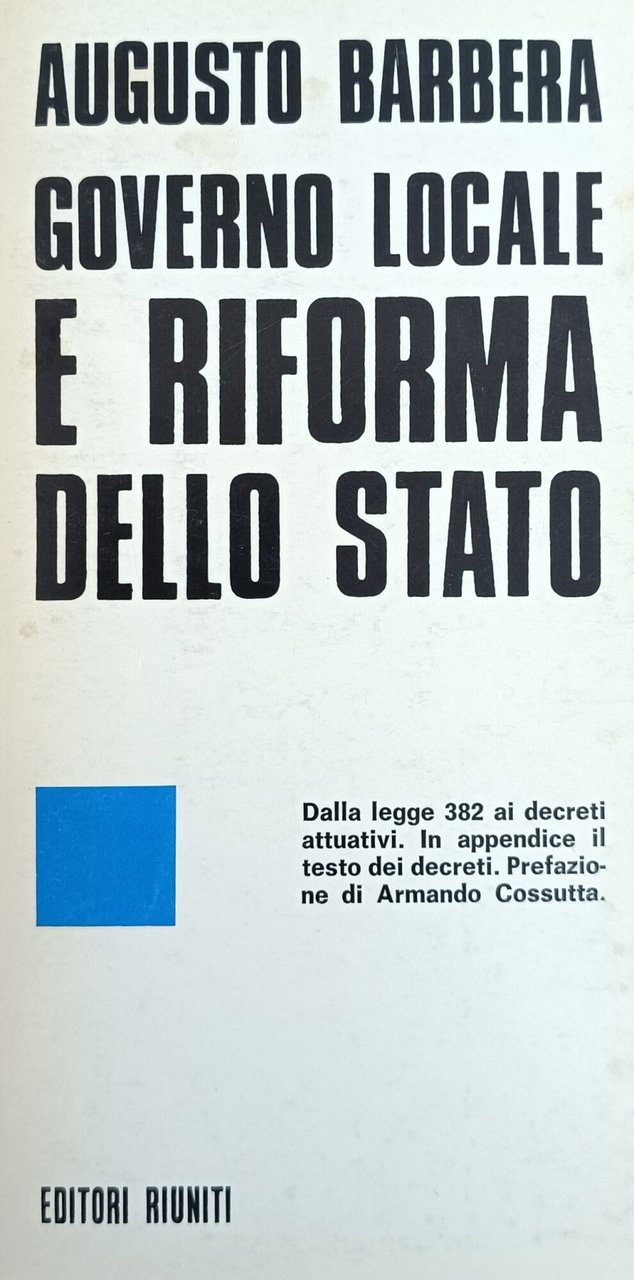 AUGUSTO BARBERA
GOVERNO LOCALE
E RIFORMA
DELLO STATO
Dalla legge 382 ai decreti
attuativi. In appendice il
testo dei decreti. Prefazio-
ne di Armando Cossutta.
EDITORI RIUNITI